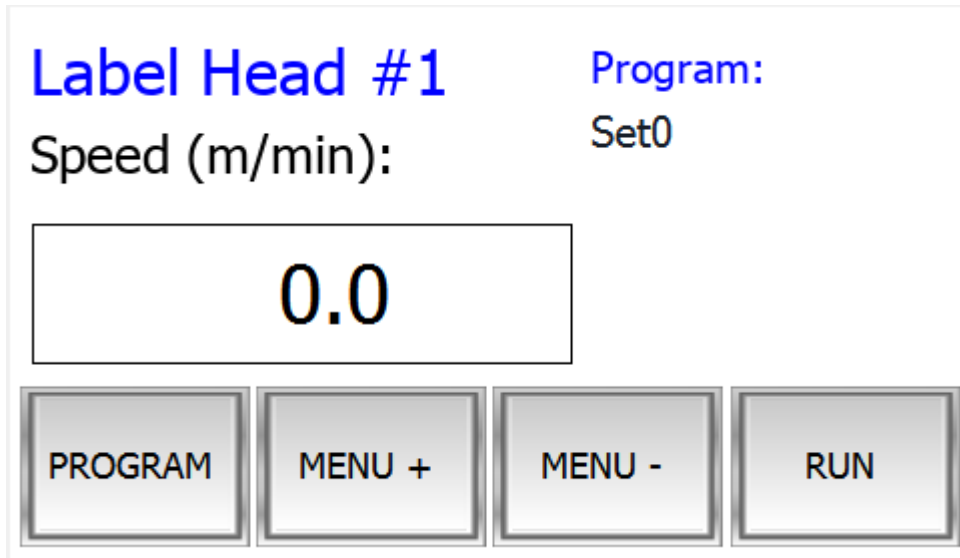 Label Head #1
Program:
Speed (m/min):
Set0
0.0
PROGRAM
MENU +
MENU -
RUN